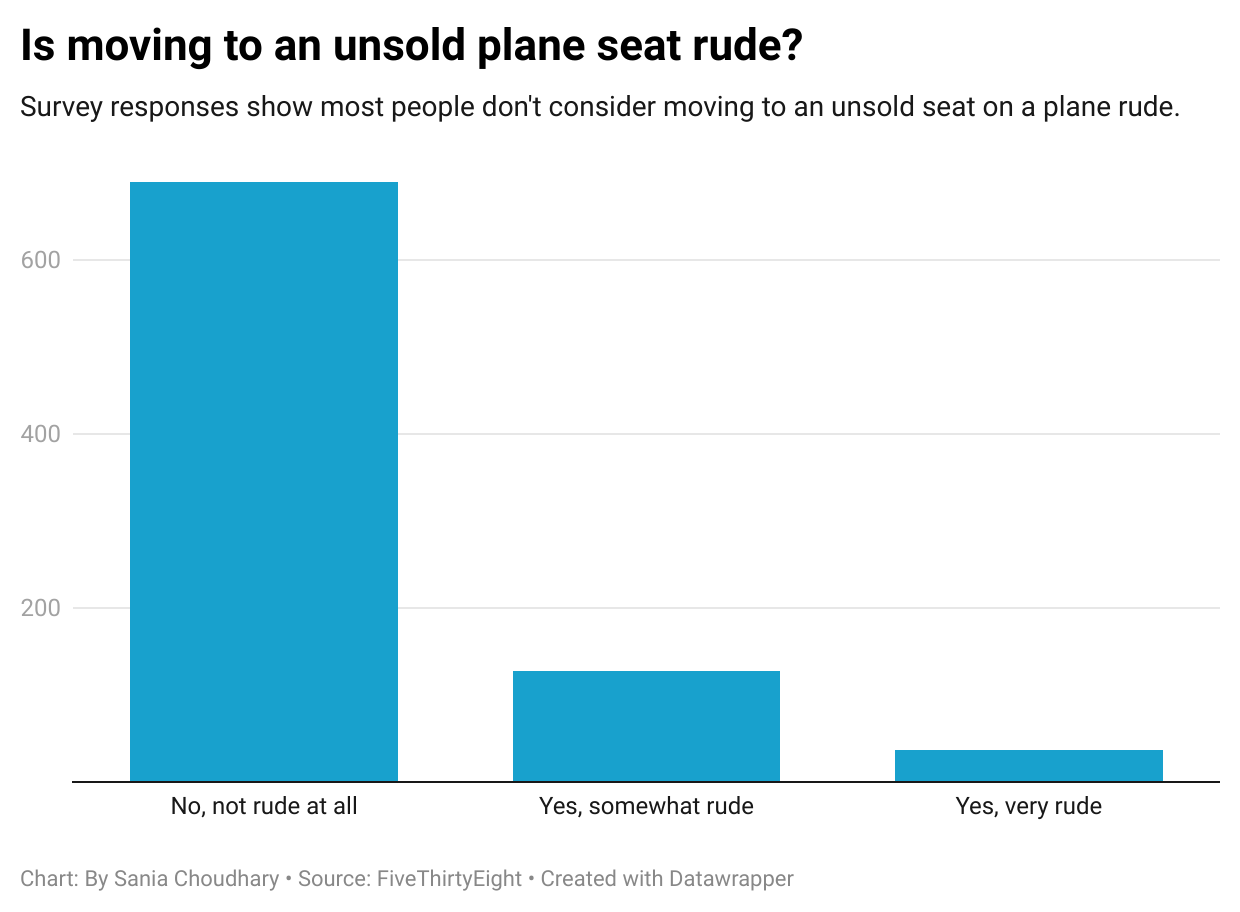 Is moving to an unsold plane seat rude?
Survey responses show most people don't consider moving to an unsold seat on a plane rude.
600
400
200
No, not rude at all
Yes, somewhat rude
Yes, very rude
Chart: By Sania Choudhary • Source: FiveThirtyEight • Created with Datawrapper